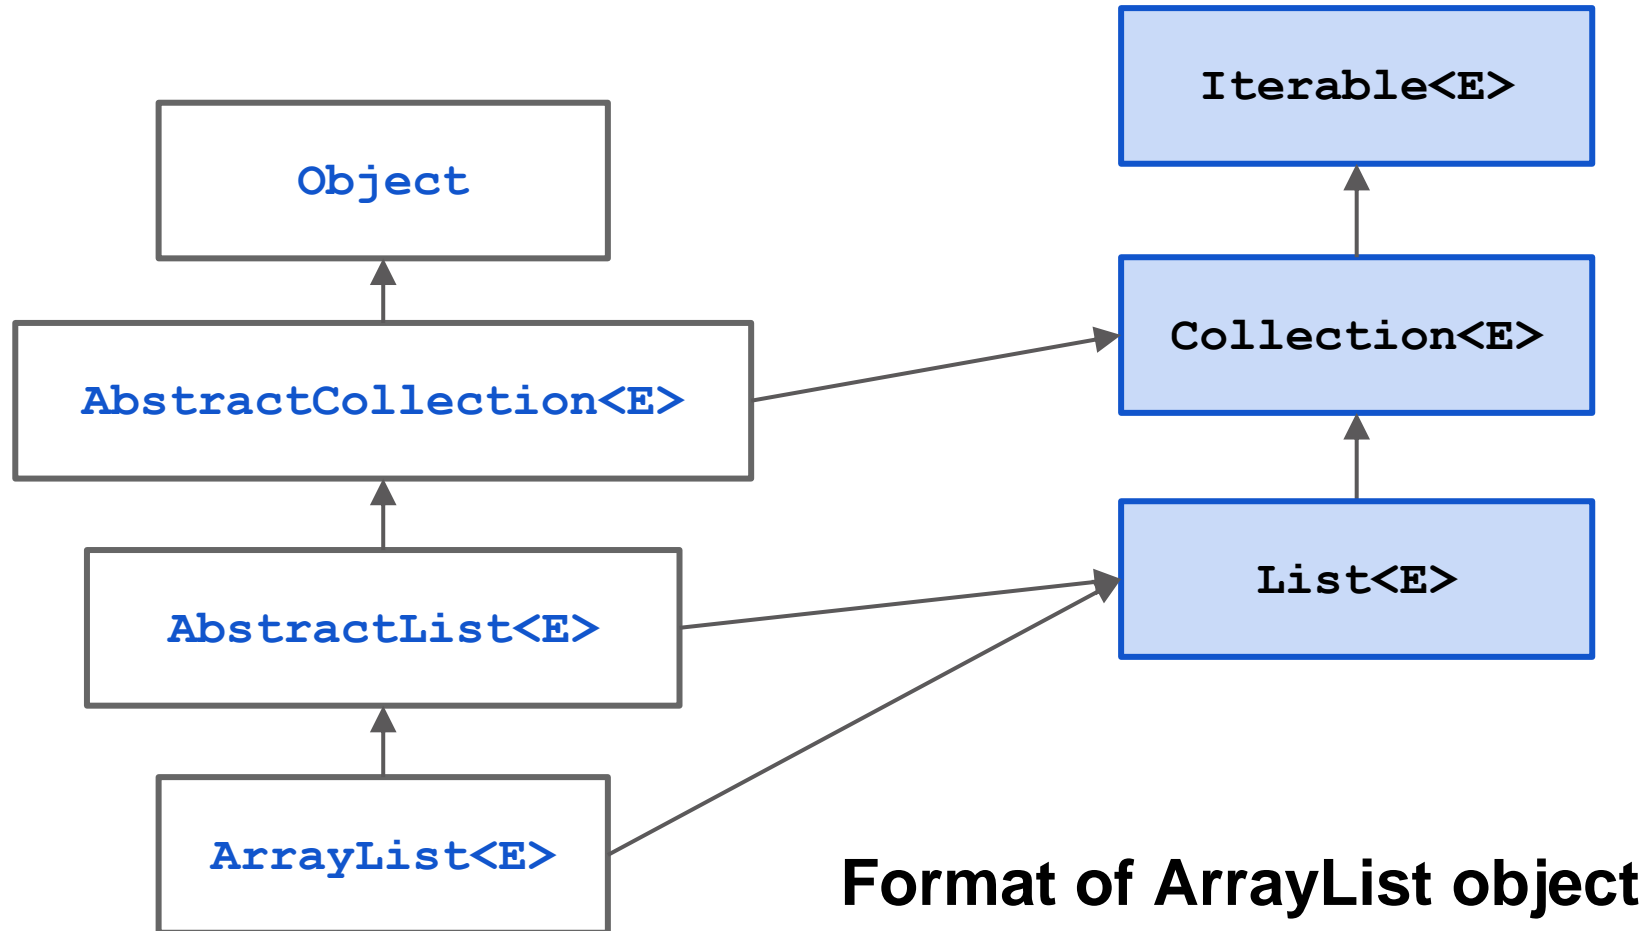 Iterable<E>
Object
Collection<E>
AbstractCollection<E>
List<E>
AbstractList<E>
ArrayList<E>
Format of ArrayList object